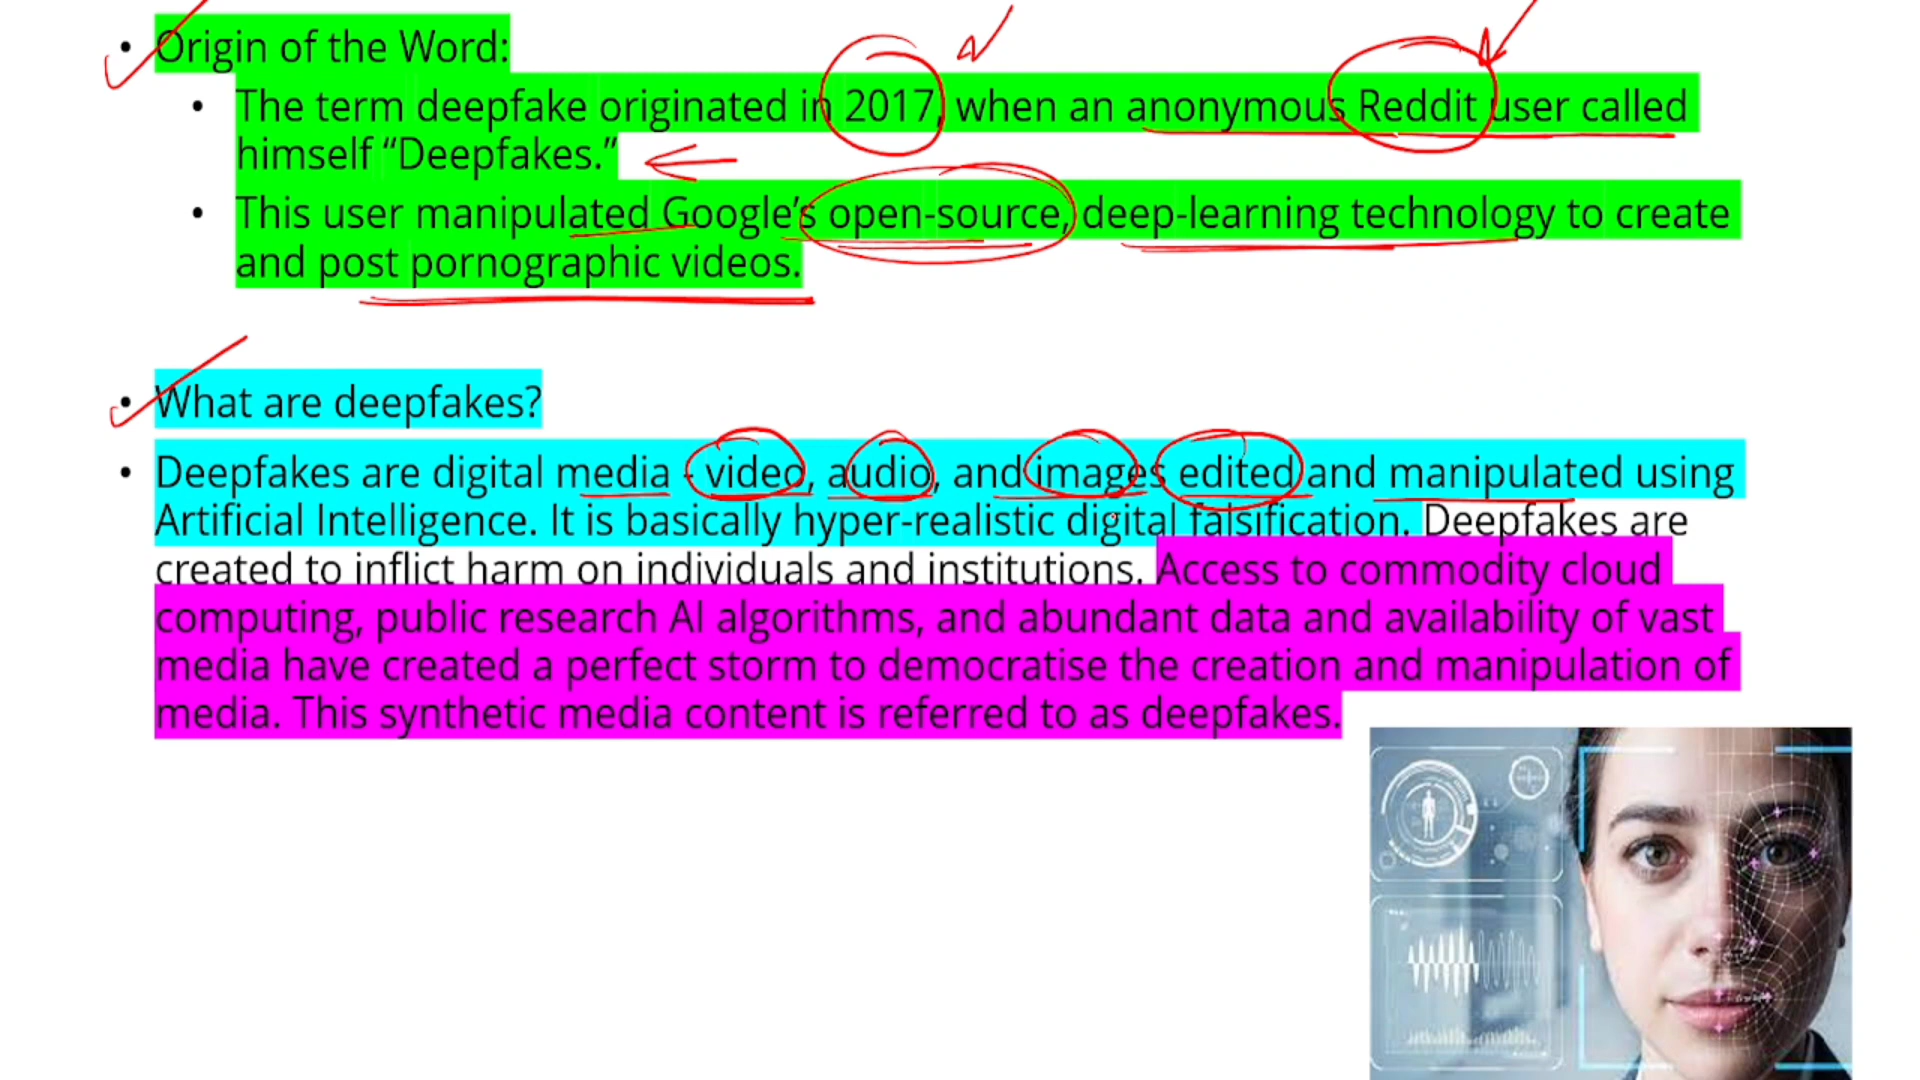 • Origin of the Word:
• The term deepfake originated in 2017, when an anonymous Reddit user called
himself “Deepfakes.”
• This user manipulated Google’s open-source, deep-learning technology to create
and post pornographic videos.
• What are deepfakes?
• Deepfakes are digital media - video, audio, and images edited and manipulated using
Artificial Intelligence. It is basically hyper-realistic digital falsification. Deepfakes are
created to inflict harm on individuals and institutions. Access to commodity cloud
computing, public research AI algorithms, and abundant data and availability of vast
media have created a perfect storm to democratise the creation and manipulation of
media. This synthetic media content is referred to as deepfakes.